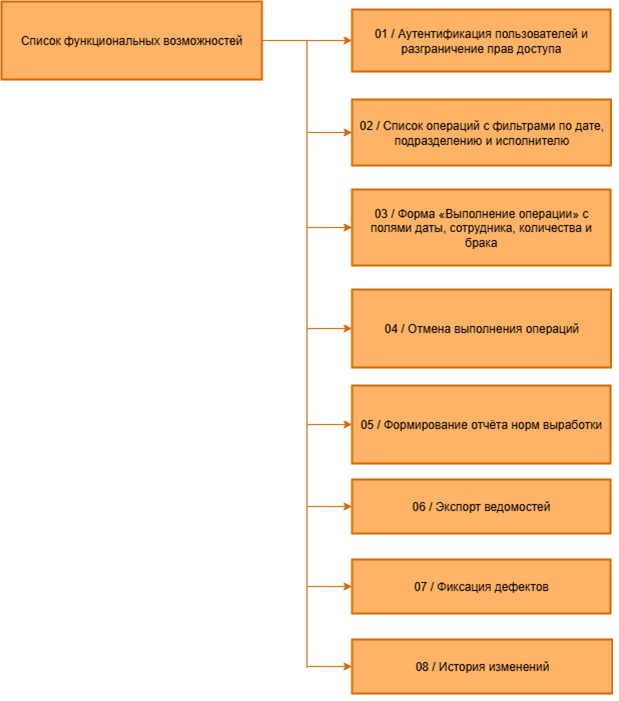 Список функциональных возможностей
01 / Аутентификация пользователей и
разграничение прав доступа
02 / Список операций с фильтрами по дате,
подразделению и исполнителю
03 / Форма «Выполнение операции» с
полями даты, сотрудника, количества и
брака
04 / Отмена выполнения операций
05 / Формирование отчёта норм выработки
06 / Экспорт ведомостей
07 / Фиксация дефектов
08 / История изменений